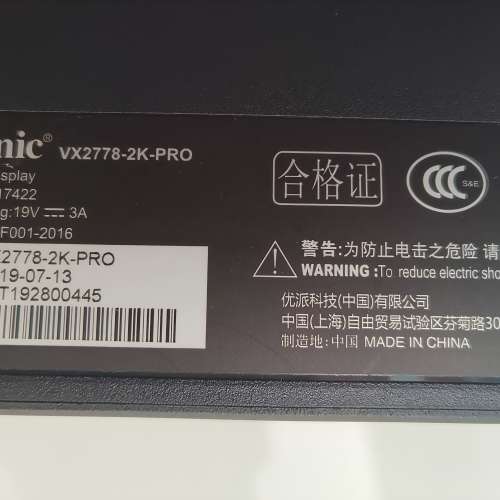 nic® VX2778-2K-PRO
splay
17422
g:19V ⎓ 3A
F001-2016
合格证
CCC S&E
2778-2K-PRO
19-07-13
T192800445
警告:为防止电击之危险 请
WARNING:To reduce electric sho
优派科技(中国)有限公司
中国(上海)自由贸易试验区芬菊路30
制造地:中国 MADE IN CHINA